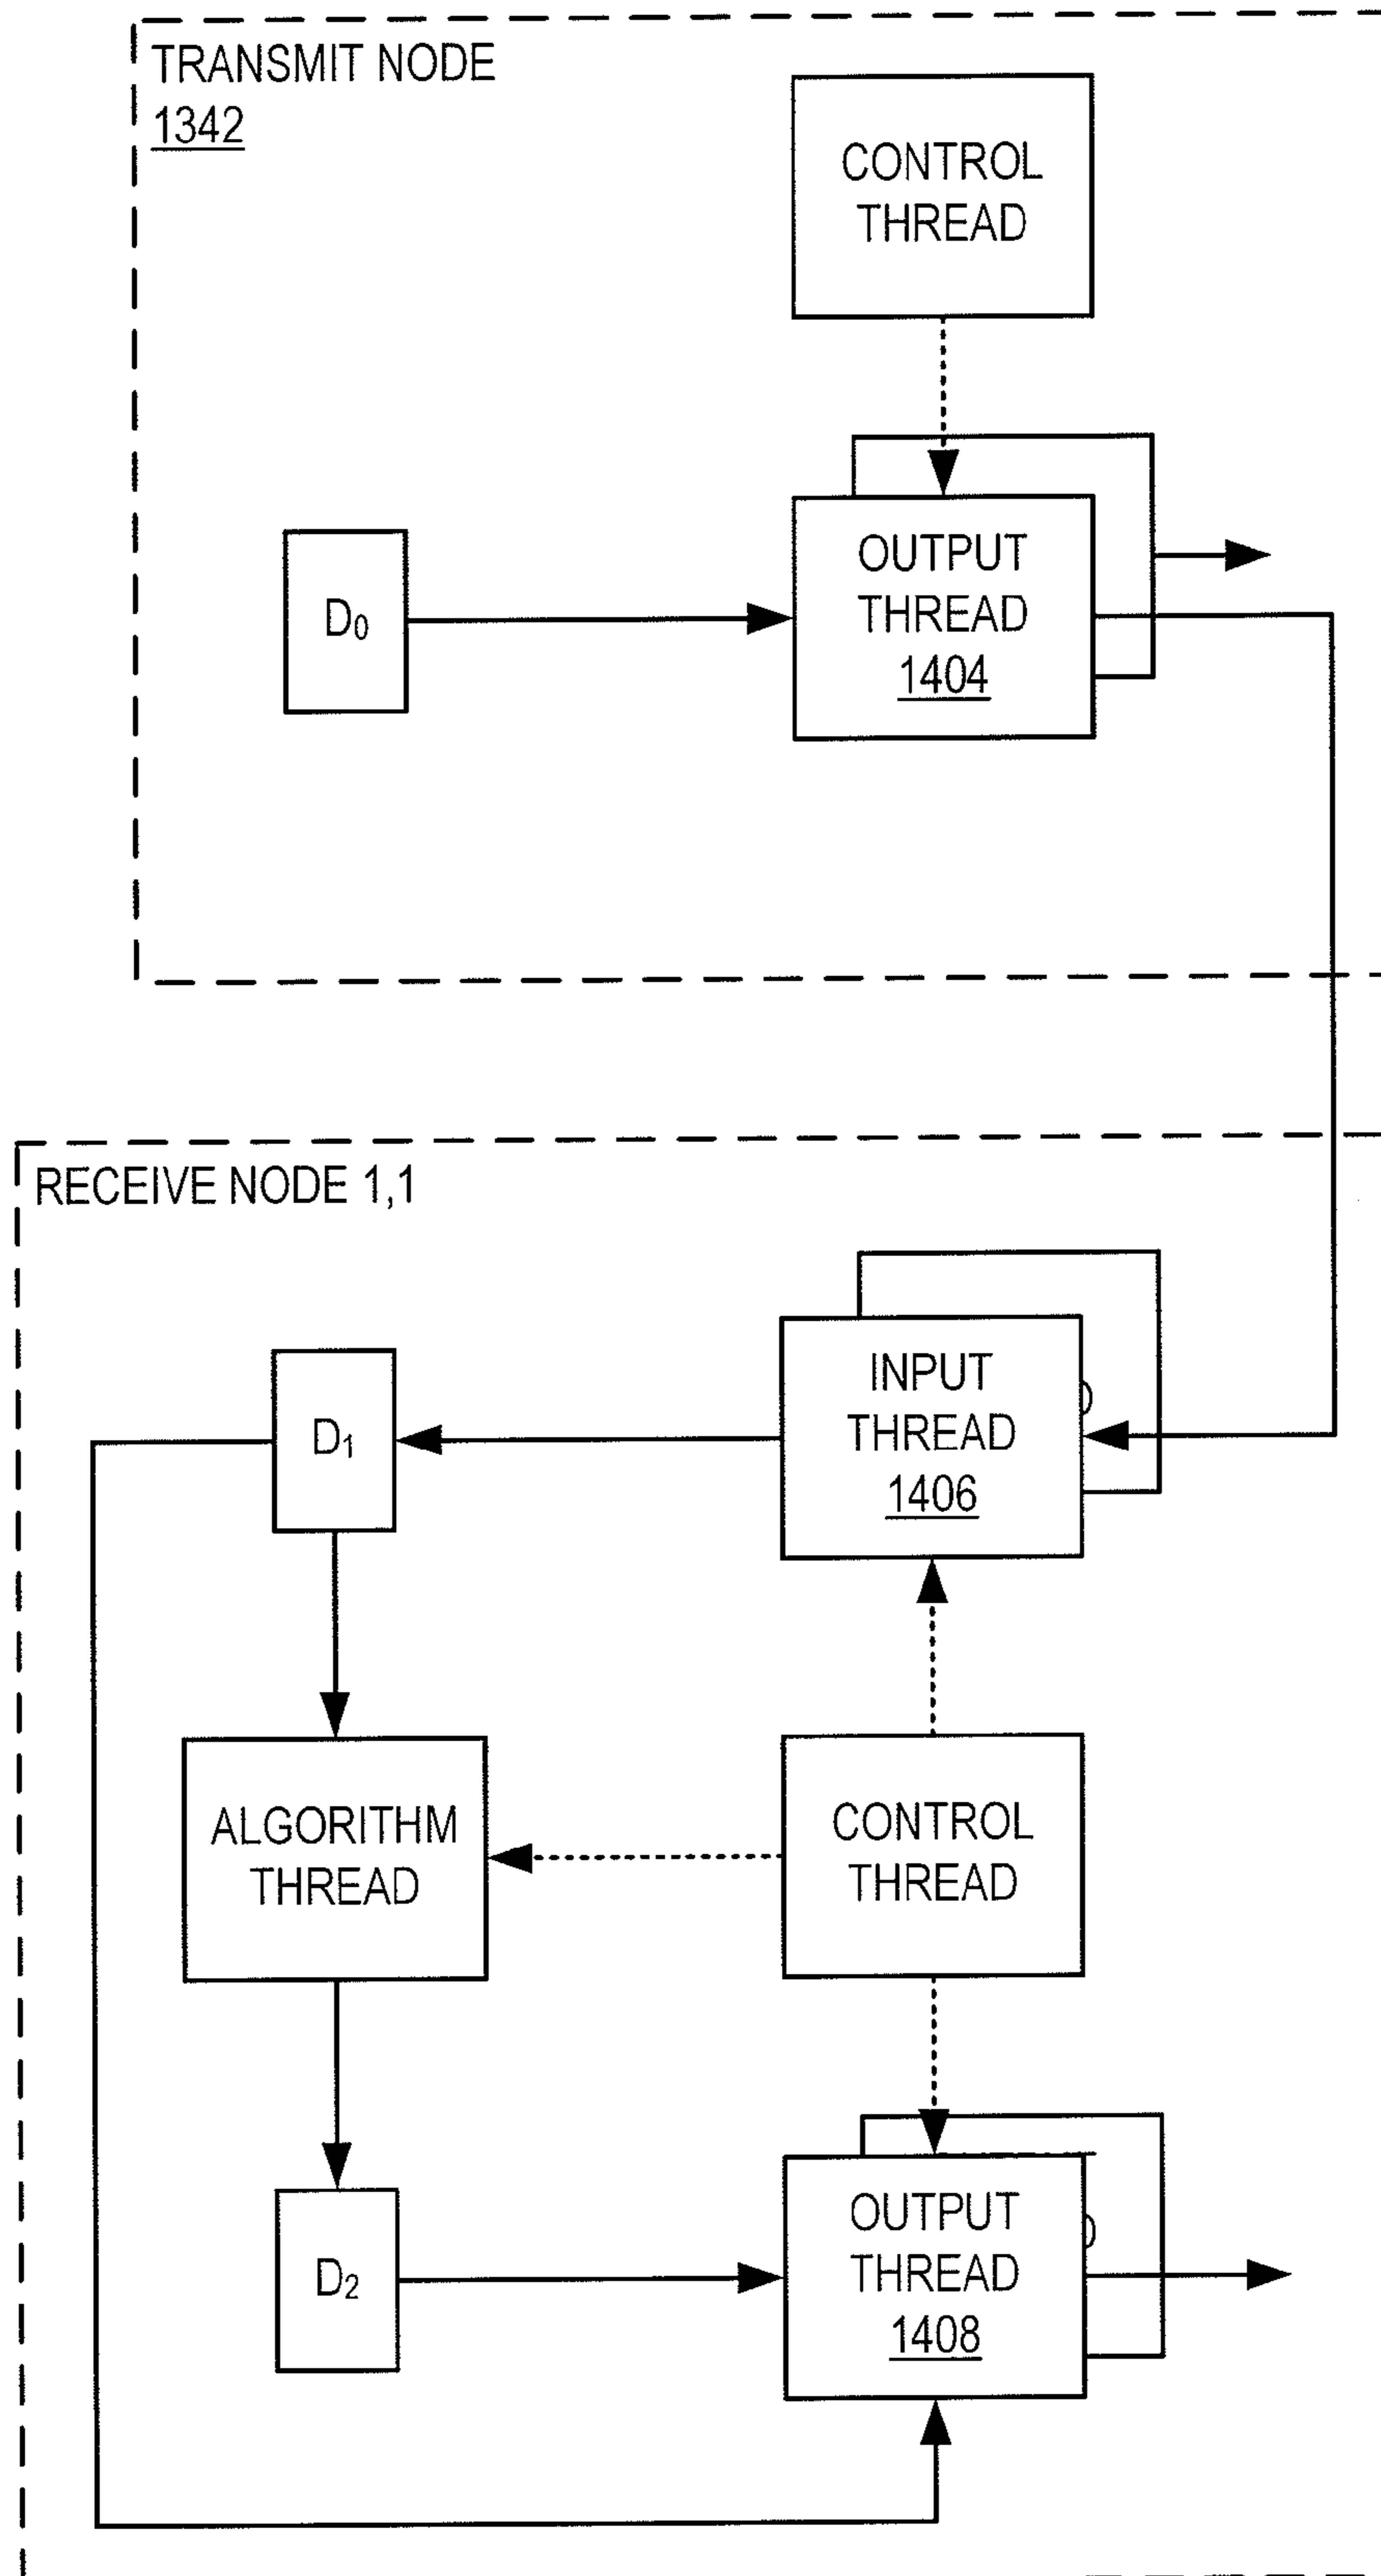 TRANSMIT NODE
1342
CONTROL
THREAD
D₀
OUTPUT
THREAD
1404
RECEIVE NODE 1,1
D₁
INPUT
THREAD
1406
ALGORITHM
THREAD
CONTROL
THREAD
D₂
OUTPUT
THREAD
1408